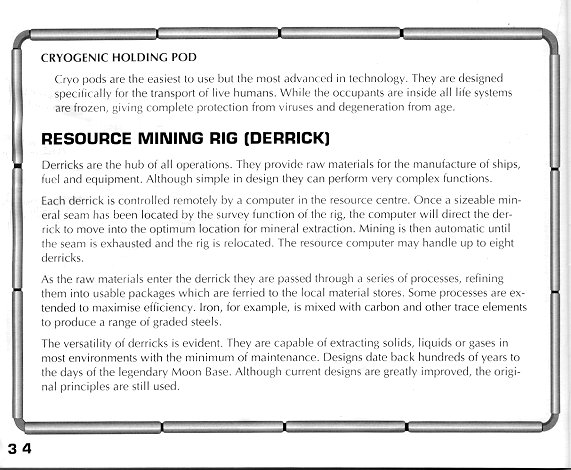 CRYOGENIC HOLDING POD
Cryo pods are the easiest to use but the most advanced in technology. They are designed
specifically for the transport of live humans. While the occupants are inside all life systems
are frozen, giving complete protection from viruses and degeneration from age.
RESOURCE MINING RIG (DERRICK)
Derricks are the hub of all operations. They provide raw materials for the manufacture of ships,
fuel and equipment. Although simple in design they can perform very complex functions.
Each derrick is controlled remotely by a computer in the resource centre. Once a sizeable min-
eral seam has been located by the survey function of the rig, the computer will direct the der-
rick to move into the optimum location for mineral extraction. Mining is then automatic until
the seam is exhausted and the rig is relocated. The resource computer may handle up to eight
derricks.
As the raw materials enter the derrick they are passed through a series of processes, refining
them into usable packages which are ferried to the local material stores. Some processes are ex-
tended to maximise efficiency. Iron, for example, is mixed with carbon and other trace elements
to produce a range of graded steels.
The versatility of derricks is evident. They are capable of extracting solids, liquids or gases in
most environments with the minimum of maintenance. Designs date back hundreds of years to
the days of the legendary Moon Base. Although current designs are greatly improved, the origi-
nal principles are still used.
34